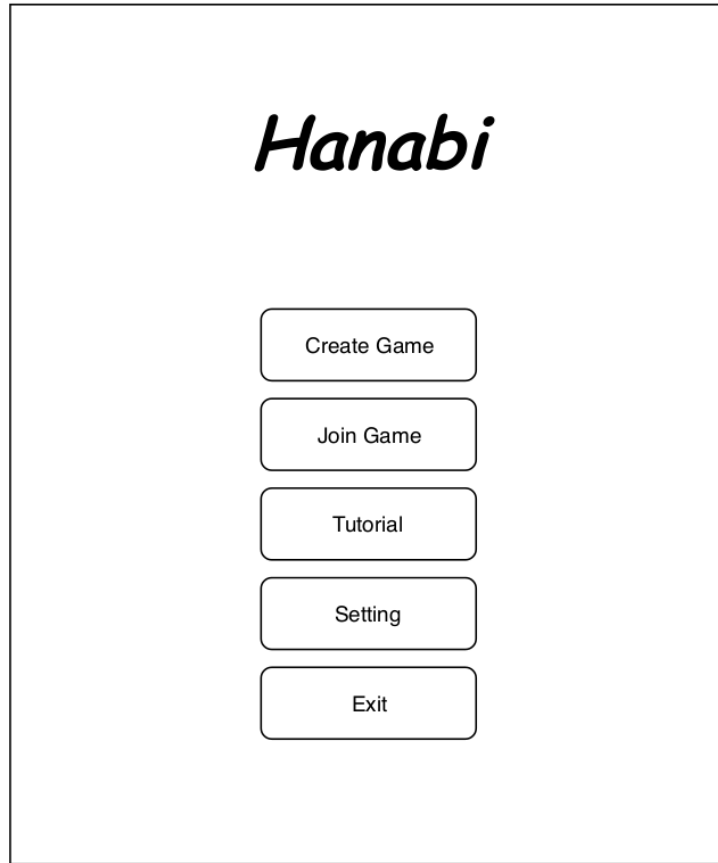 Hanabi
Create Game
Join Game
Tutorial
Setting
Exit